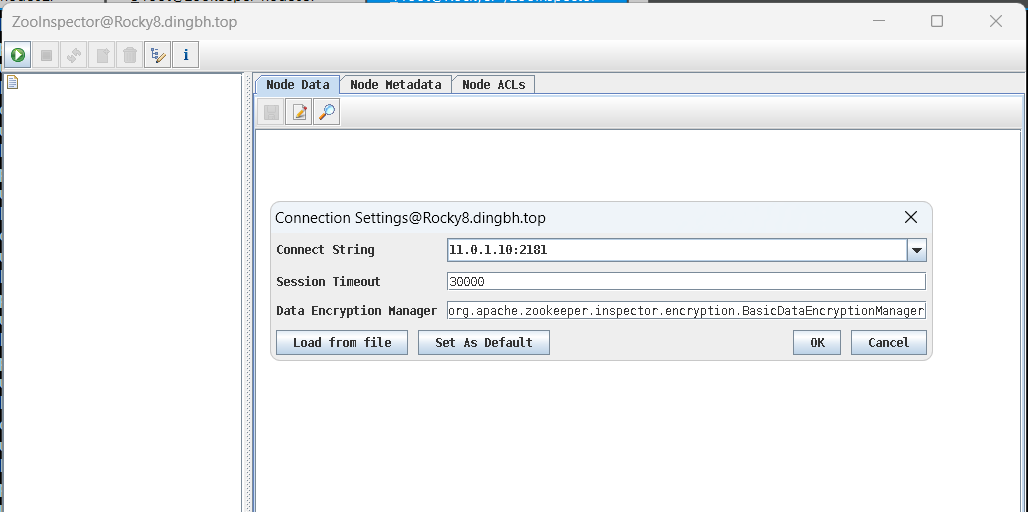 ZooInspector@Rocky8.dingbh.top
Node Data Node Metadata Node ACLs
Connection Settings@Rocky8.dingbh.top
Connect String 11.0.1.10:2181
Session Timeout 30000
Data Encryption Manager org.apache.zookeeper.inspector.encryption.BasicDataEncryptionManager
Load from file Set As Default OK Cancel